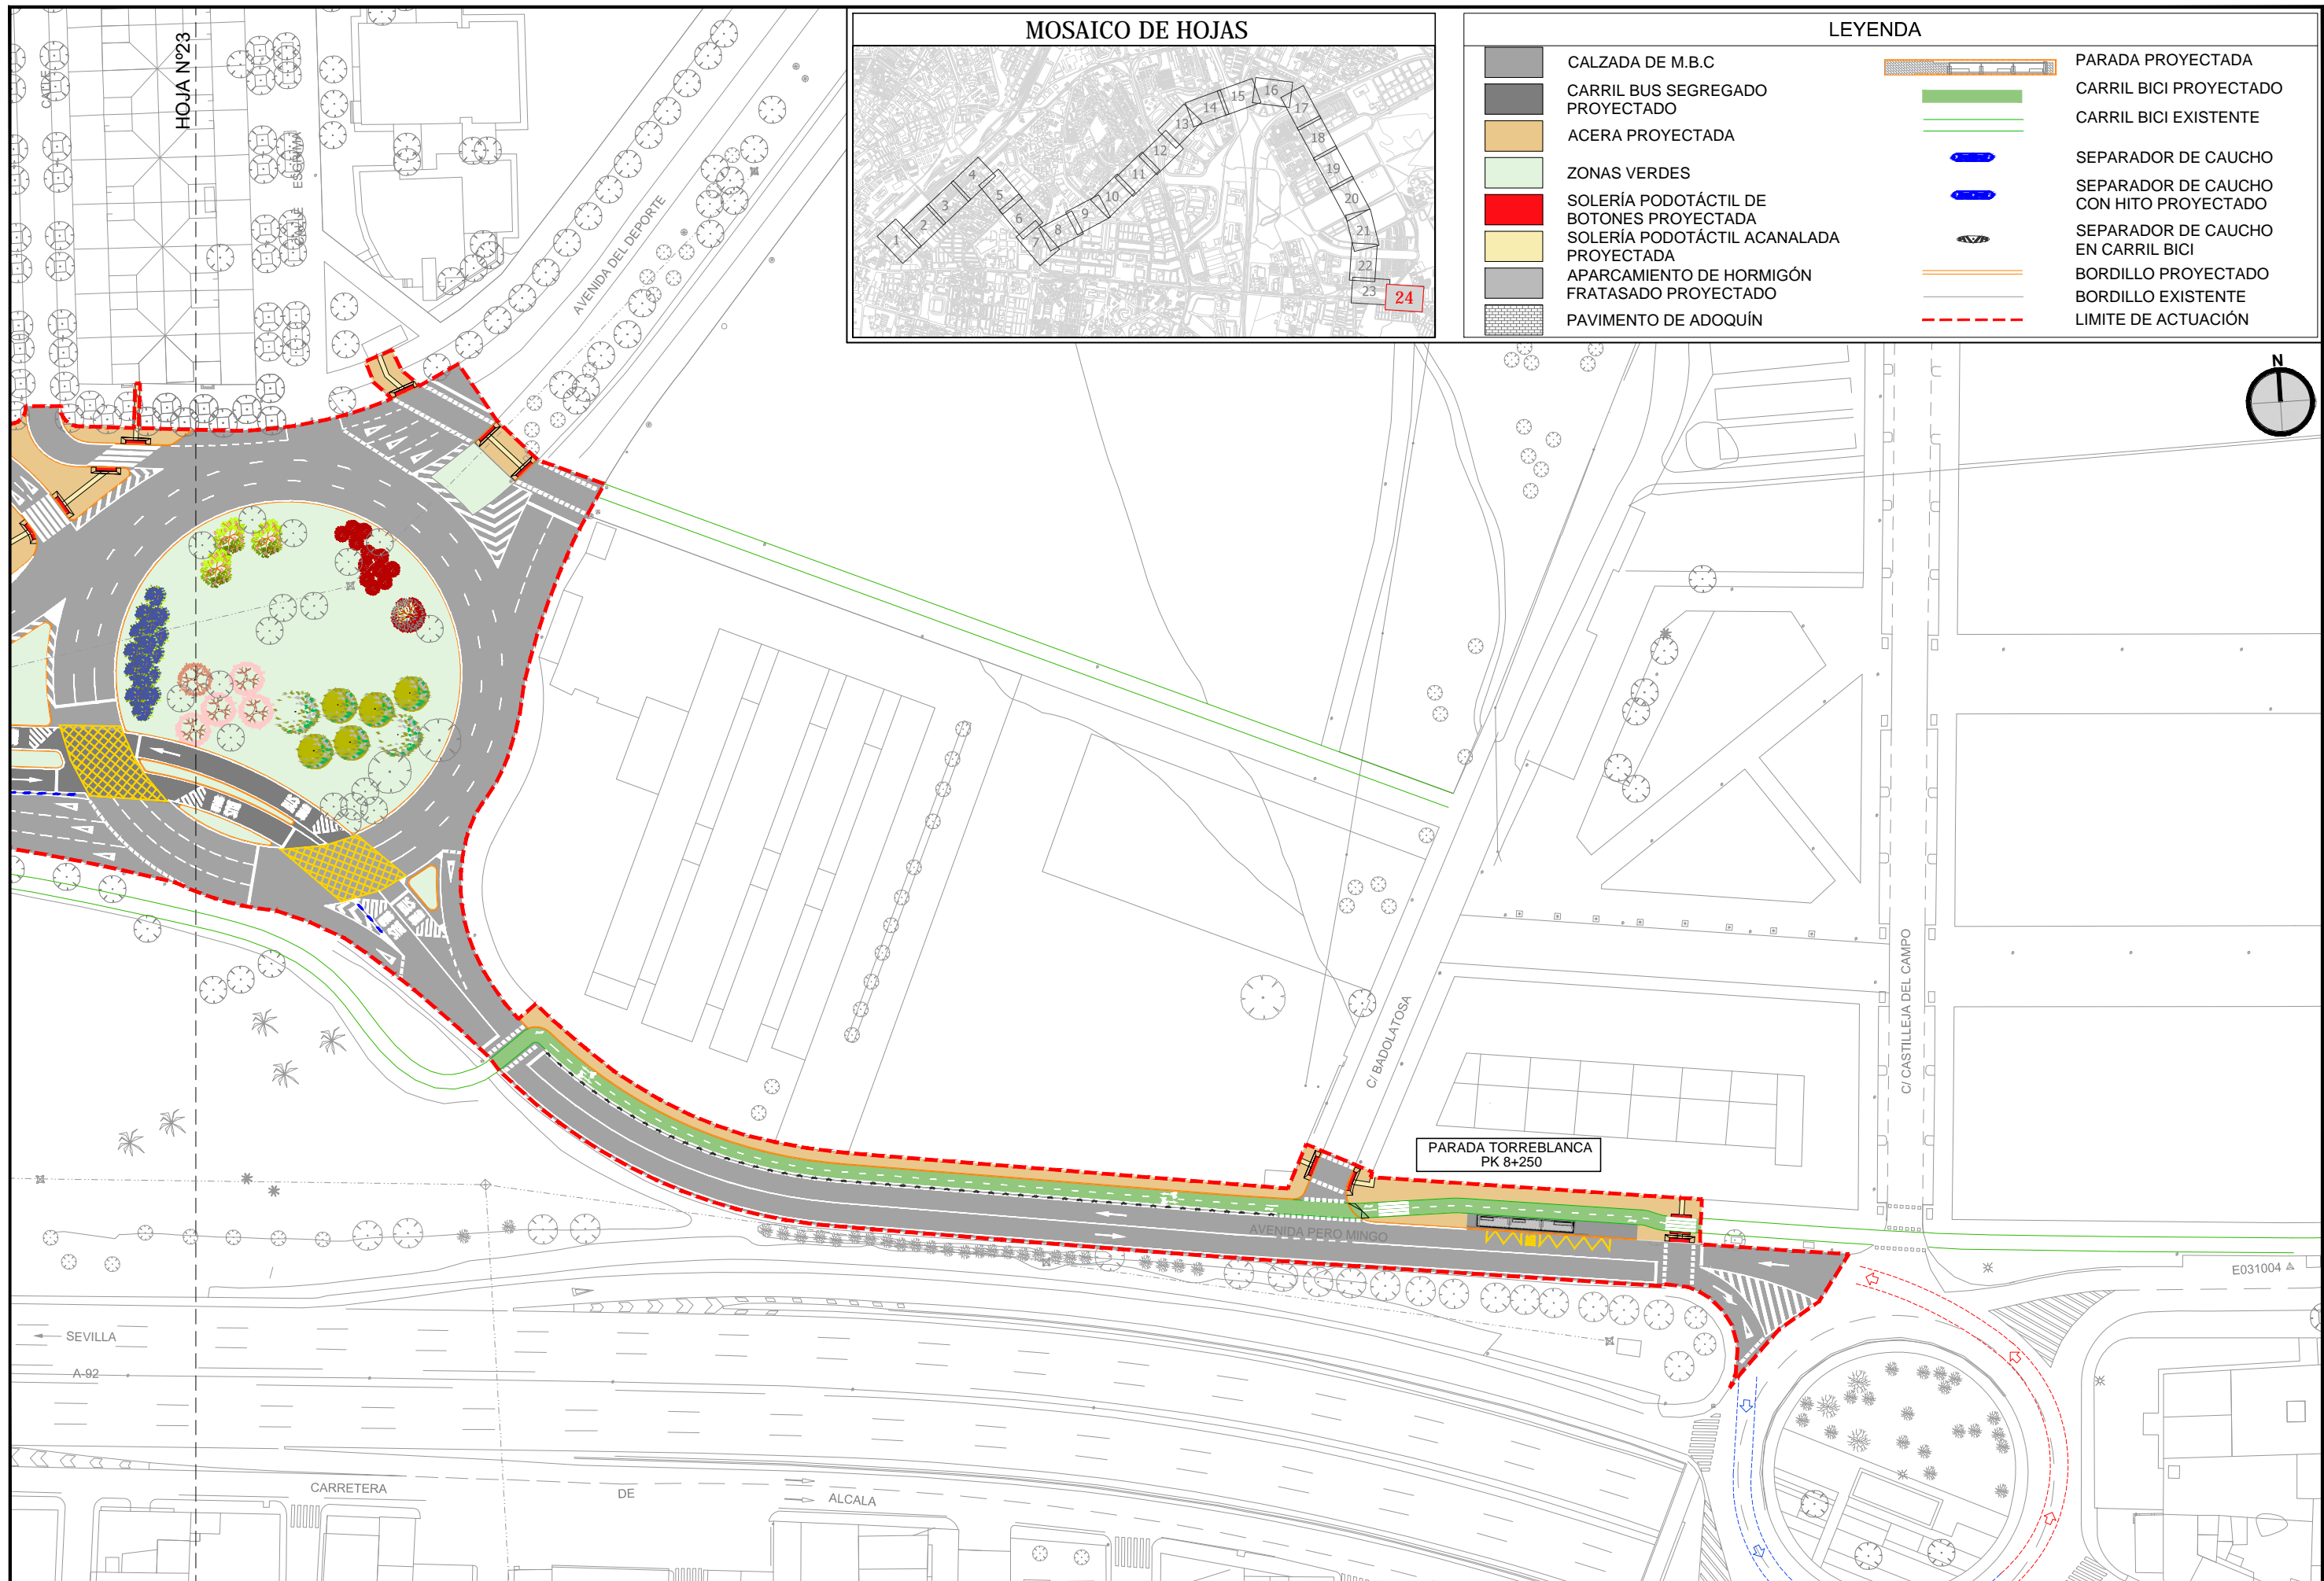 MOSAICO DE HOJAS
1
2
3
4
5
6
7
8
9
10
11
12
13
14
15
16
17
18
19
20
21
22
23
24
LEYENDA
CALZADA DE M.B.C
CARRIL BUS SEGREGADO
PROYECTADO
ACERA PROYECTADA
ZONAS VERDES
SOLERÍA PODOTÁCTIL DE
BOTONES PROYECTADA
SOLERÍA PODOTÁCTIL ACANALADA
PROYECTADA
APARCAMIENTO DE HORMIGÓN
FRATASADO PROYECTADO
PAVIMENTO DE ADOQUÍN
PARADA PROYECTADA
CARRIL BICI PROYECTADO
CARRIL BICI EXISTENTE
SEPARADOR DE CAUCHO
SEPARADOR DE CAUCHO
CON HITO PROYECTADO
SEPARADOR DE CAUCHO
EN CARRIL BICI
BORDILLO PROYECTADO
BORDILLO EXISTENTE
LIMITE DE ACTUACIÓN
N
HOJA Nº23
CALLE ESGRIMA
AVENIDA DEL DEPORTE
C/ BADOLATOSA
C/ CASTILLEJA DEL CAMPO
PARADA TORREBLANCA
PK 8+250
AVENIDA PERO MINGO
E031004
SEVILLA
A-92
CARRETERA
DE
ALCALA